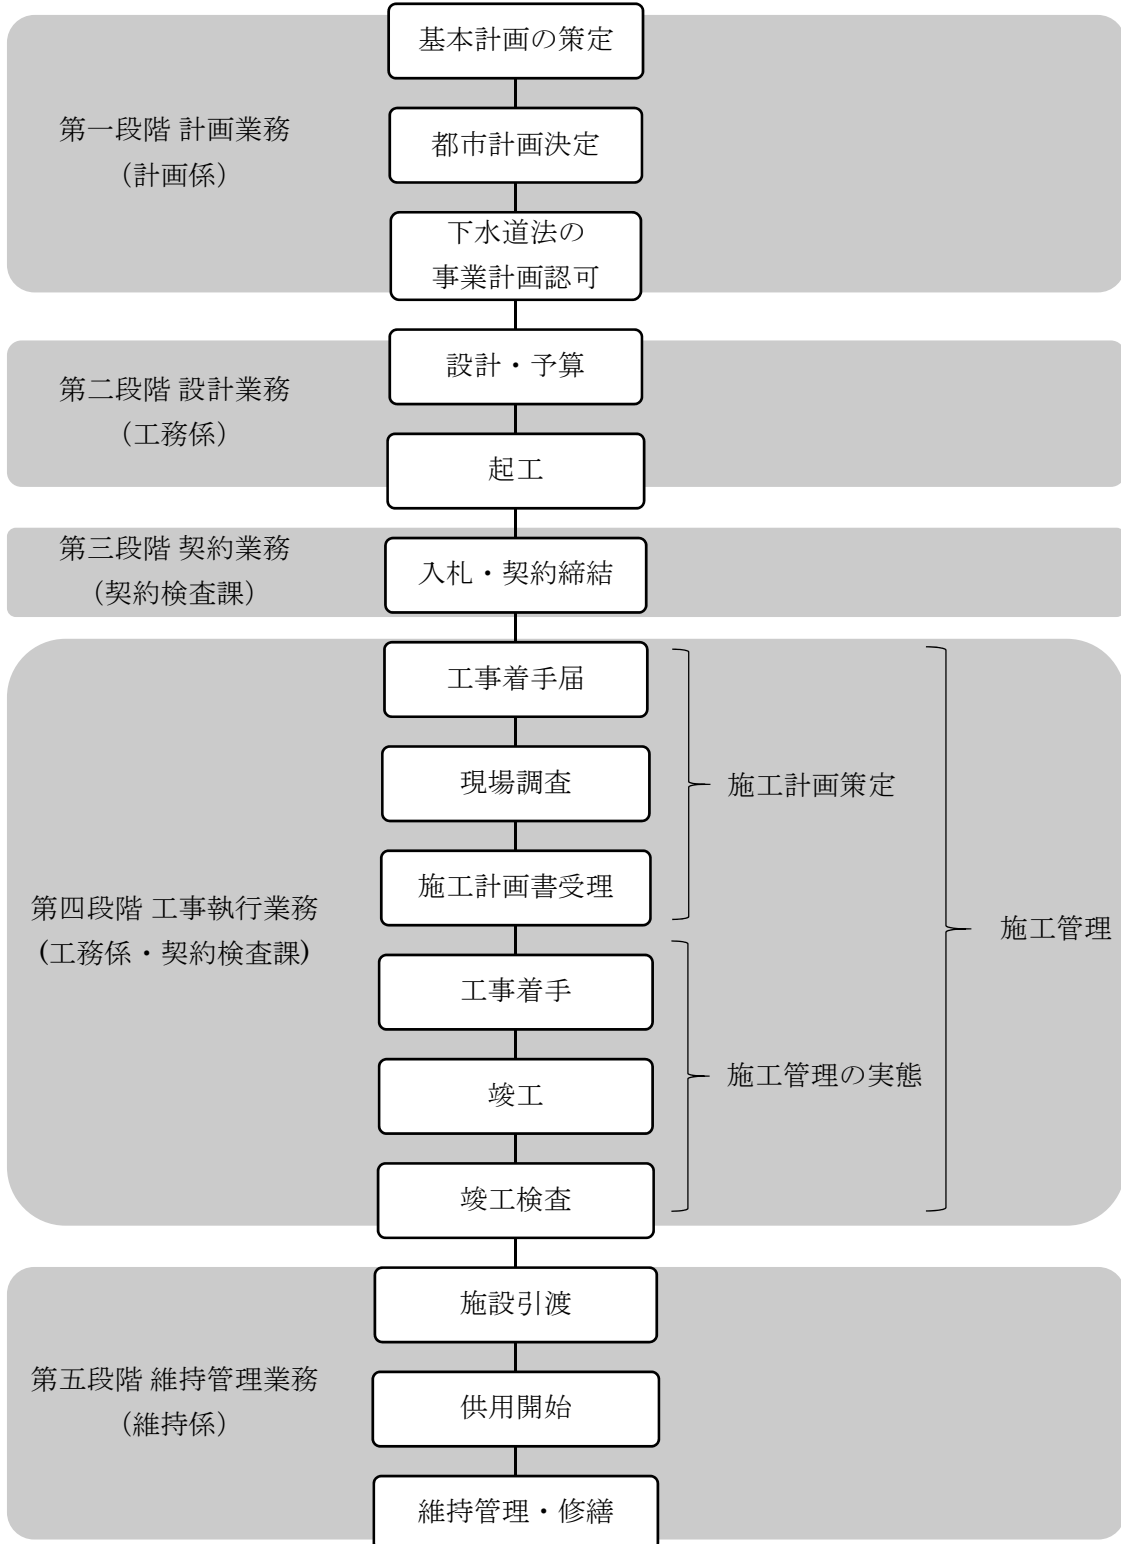 基本計画の策定
第一段階 計画業務
（計画係）
都市計画決定
下水道法の
事業計画認可
設計・予算
第二段階 設計業務
（工務係）
起工
第三段階 契約業務
（契約検査課）
入札・契約締結
工事着手届
現場調査
施工計画策定
施工計画書受理
第四段階 工事執行業務
(工務係・契約検査課)
施工管理
工事着手
施工管理の実態
竣工
竣工検査
施設引渡
第五段階 維持管理業務
（維持係）
供用開始
維持管理・修繕